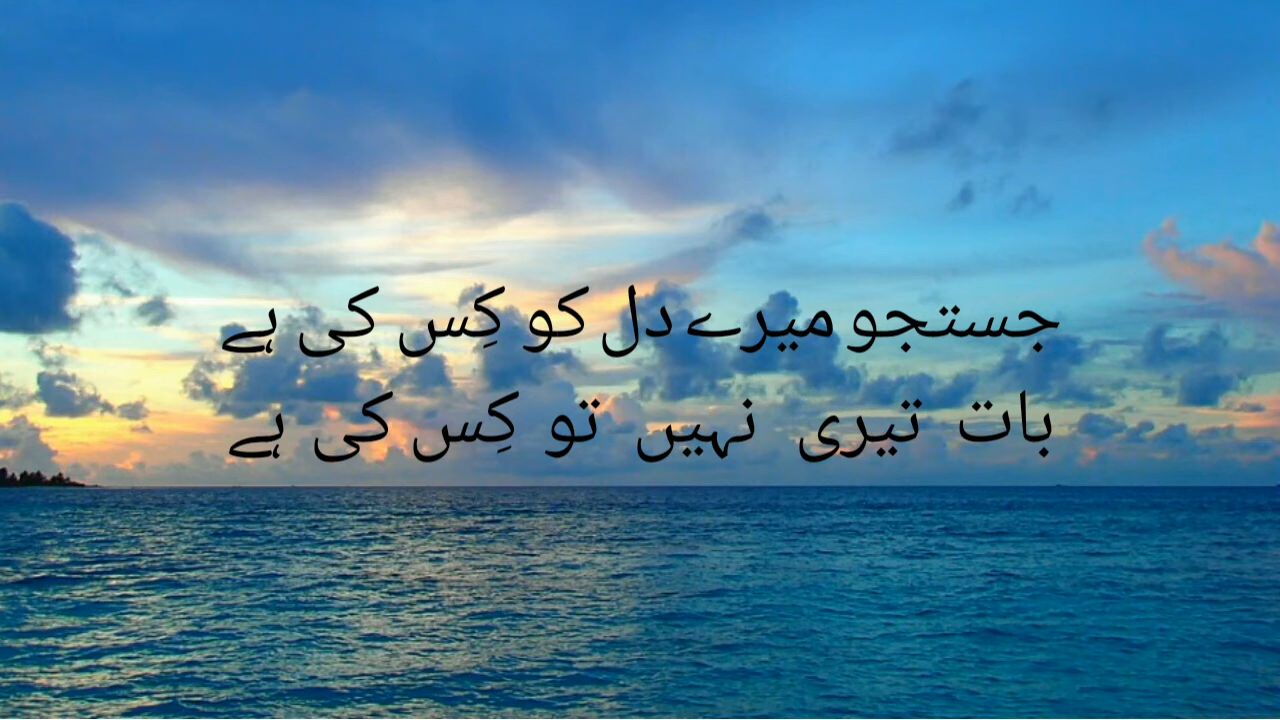 جستجو میرے دل کو کِس کی ہے
بات تیری نہیں تو کِس کی ہے